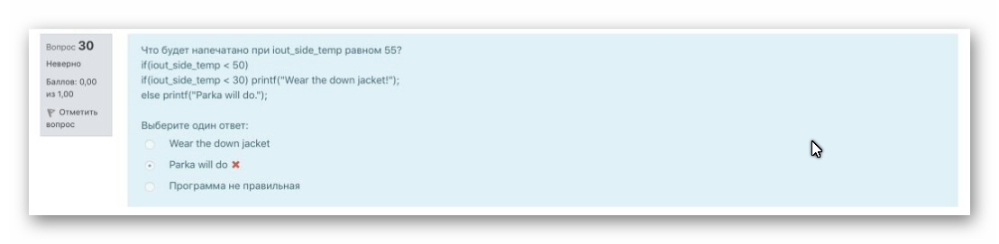 Вопрос 30
Неверно
Баллов: 0,00
из 1,00
Отметить
вопрос
Что будет напечатано при iout_side_temp равном 55?
if(iout_side_temp < 50)
if(iout_side_temp < 30) printf("Wear the down jacket!");
else printf("Parka will do.");
Выберите один ответ:
Wear the down jacket
Parka will do
Программа не правильная